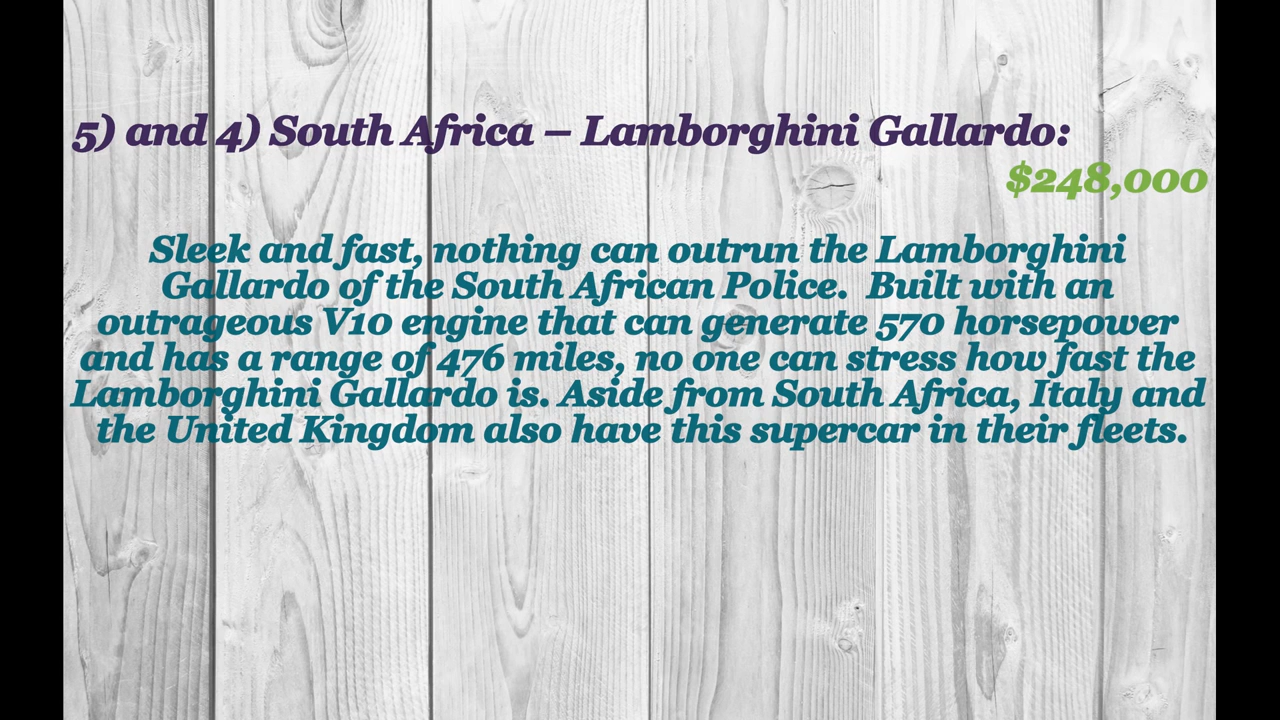 5) and 4) South Africa – Lamborghini Gallardo:
$248,000
Sleek and fast, nothing can outrun the Lamborghini
Gallardo of the South African Police.  Built with an
outrageous V10 engine that can generate 570 horsepower
and has a range of 476 miles, no one can stress how fast the
Lamborghini Gallardo is. Aside from South Africa, Italy and
the United Kingdom also have this supercar in their fleets.